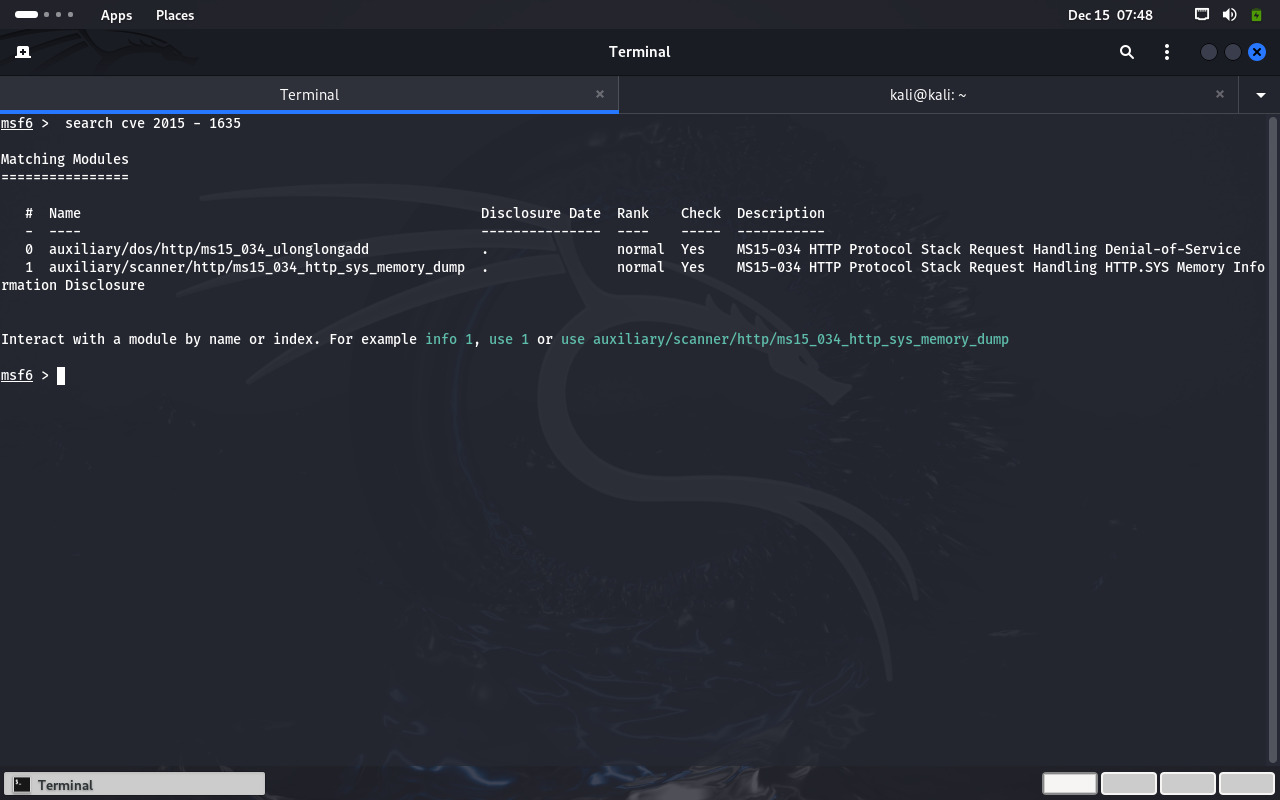 Apps Places Dec 15 07:48
Terminal
Terminal × kali@kali: ~ ×
msf6 >  search cve 2015 - 1635
Matching Modules
================
   #  Name                                                  Disclosure Date  Rank    Check  Description
   -  ----                                                  ---------------  ----    -----  -----------
   0  auxiliary/dos/http/ms15_034_ulonglongadd              .                normal  Yes    MS15-034 HTTP Protocol Stack Request Handling Denial-of-Service
   1  auxiliary/scanner/http/ms15_034_http_sys_memory_dump  .                normal  Yes    MS15-034 HTTP Protocol Stack Request Handling HTTP.SYS Memory Info
rmation Disclosure
Interact with a module by name or index. For example info 1, use 1 or use auxiliary/scanner/http/ms15_034_http_sys_memory_dump
msf6 >
Terminal